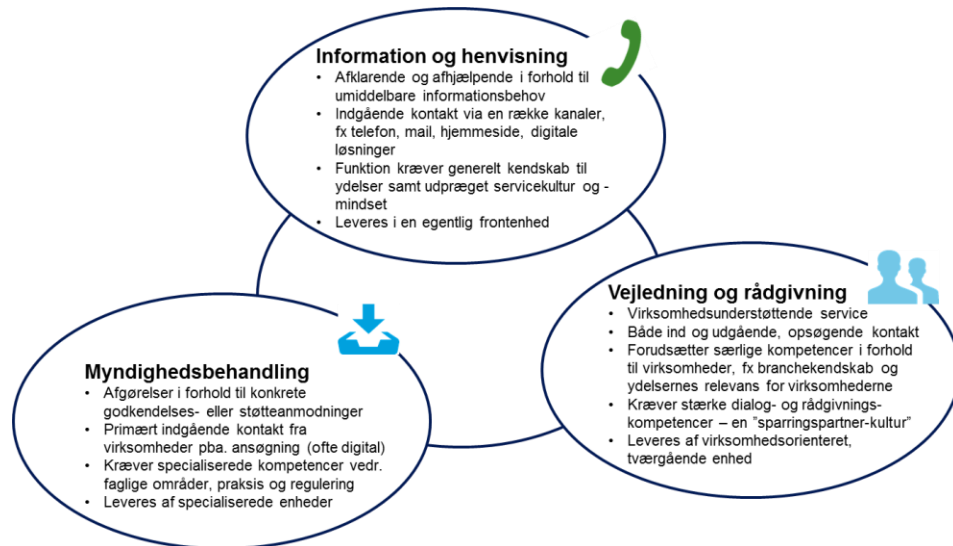 Information og henvisning
• Afklarende og afhjælpende i forhold til
umiddelbare informationsbehov
• Indgående kontakt via en række kanaler,
fx telefon, mail, hjemmeside, digitale
løsninger
• Funktion kræver generelt kendskab til
ydelser samt udpræget servicekultur og -
mindset
• Leveres i en egentlig frontenhed
Vejledning og rådgivning
• Virksomhedsunderstøttende service
• Både ind og udgående, opsøgende kontakt
• Forudsætter særlige kompetencer i forhold
til virksomheder, fx branchekendskab og
ydelsernes relevans for virksomhederne
• Kræver stærke dialog- og rådgivnings-
kompetencer – en ”sparringspartner-kultur”
• Leveres af virksomhedsorienteret,
tværgående enhed
Myndighedsbehandling
• Afgørelser i forhold til konkrete
godkendelses- eller støtteanmodninger
• Primært indgående kontakt fra
virksomheder pba. ansøgning (ofte digital)
• Kræver specialiserede kompetencer vedr.
faglige områder, praksis og regulering
• Leveres af specialiserede enheder